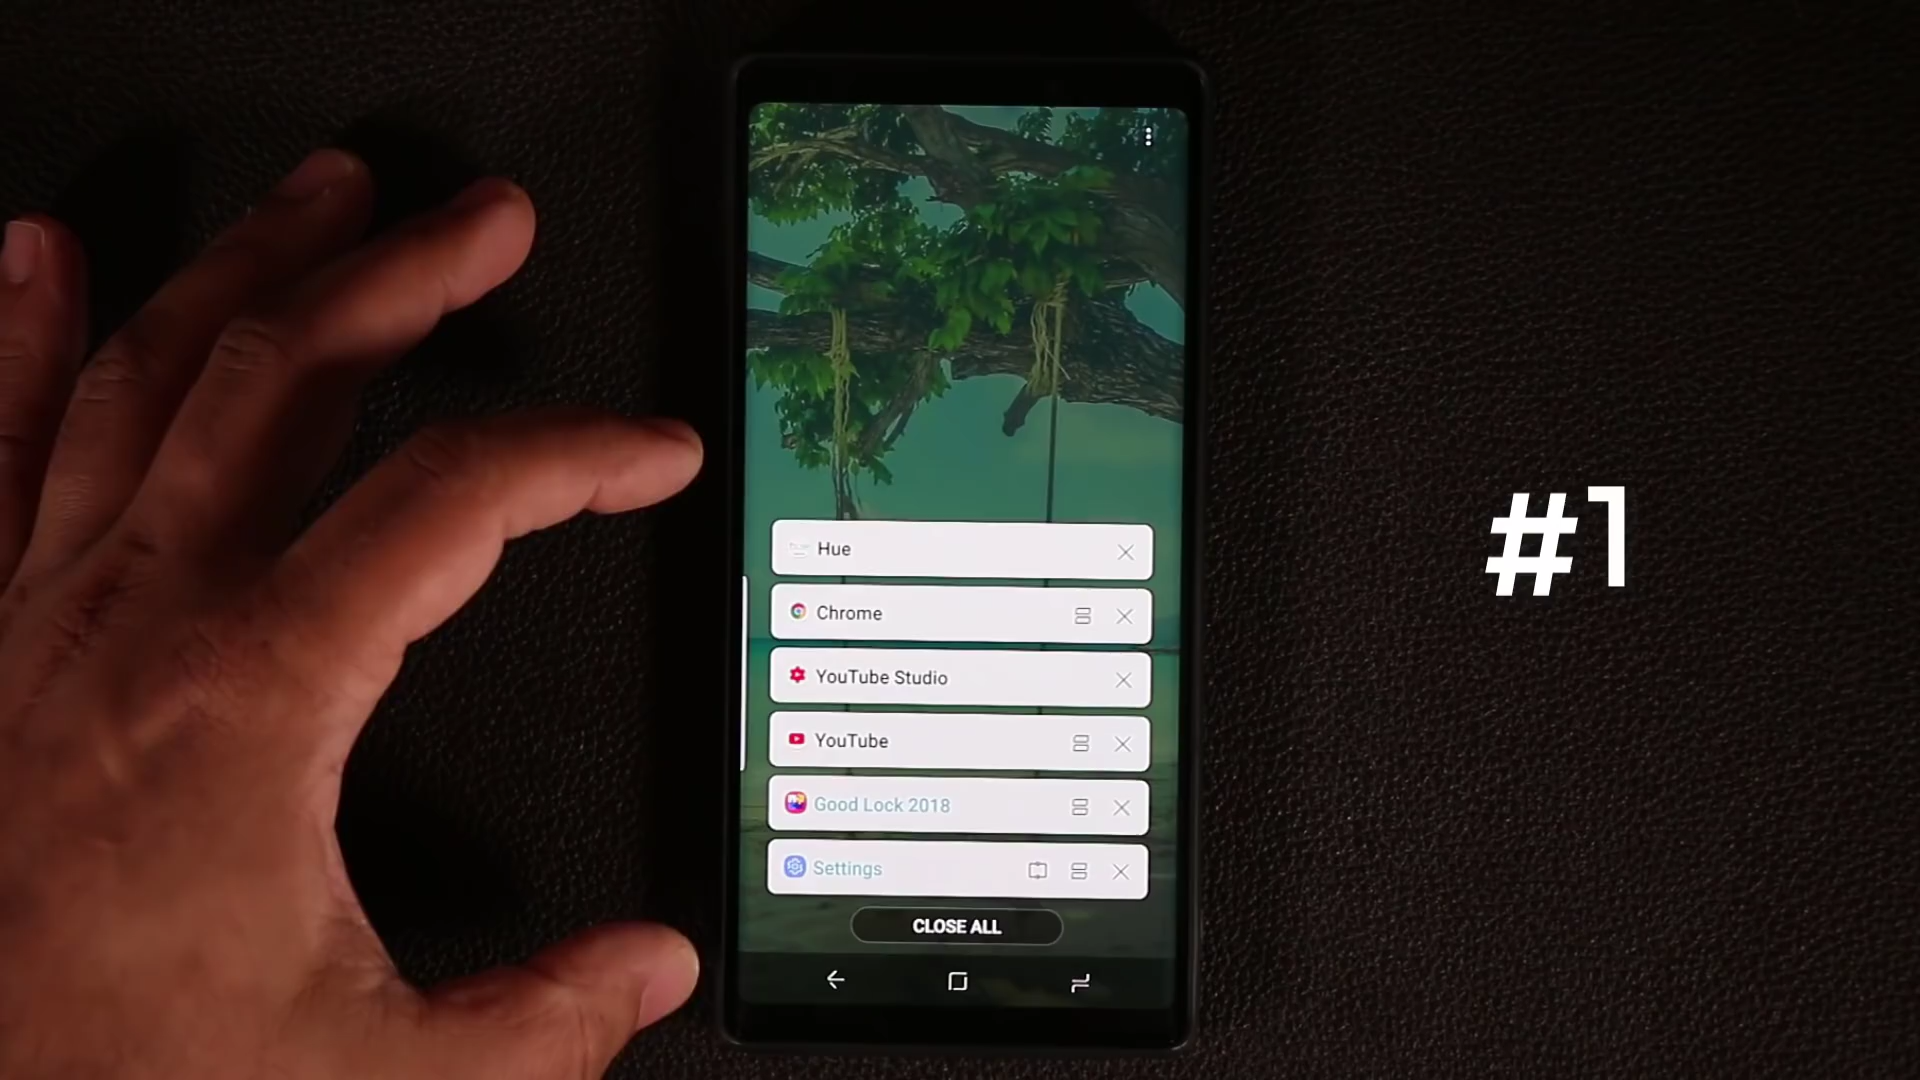 Hue
Chrome
YouTube Studio
YouTube
Good Lock 2018
Settings
CLOSE ALL
#1